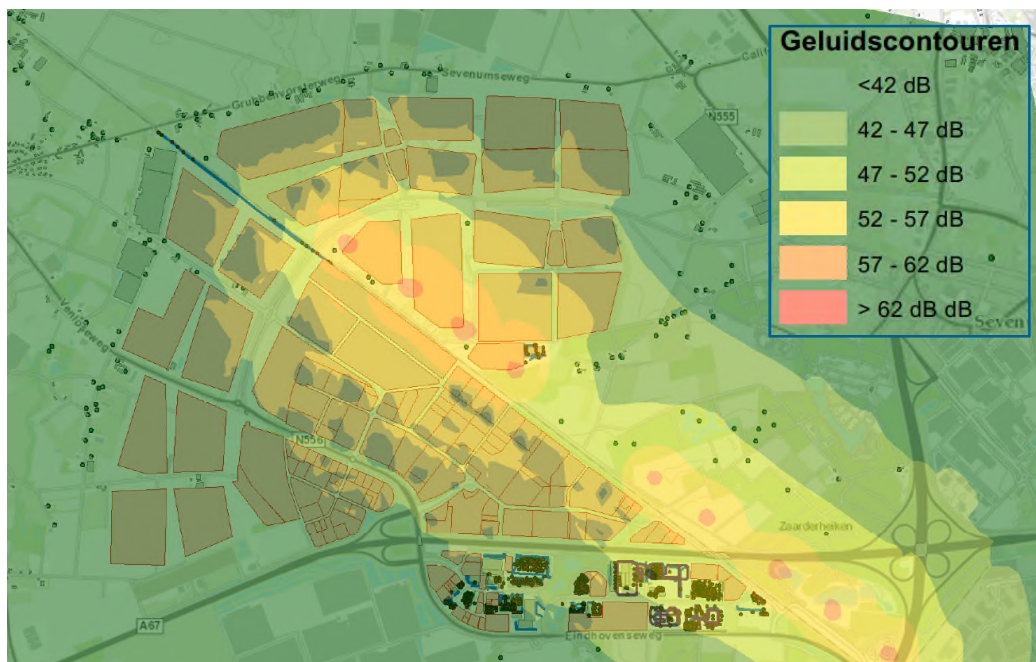 Geluidscontouren
<42 dB
42 - 47 dB
47 - 52 dB
52 - 57 dB
57 - 62 dB
> 62 dB dB
Grubbenvorsterweg
Sevenumseweg
Calif
N555
Venloseweg
Seven
N556
Zaarderheiken
A67
Eindhovenseweg